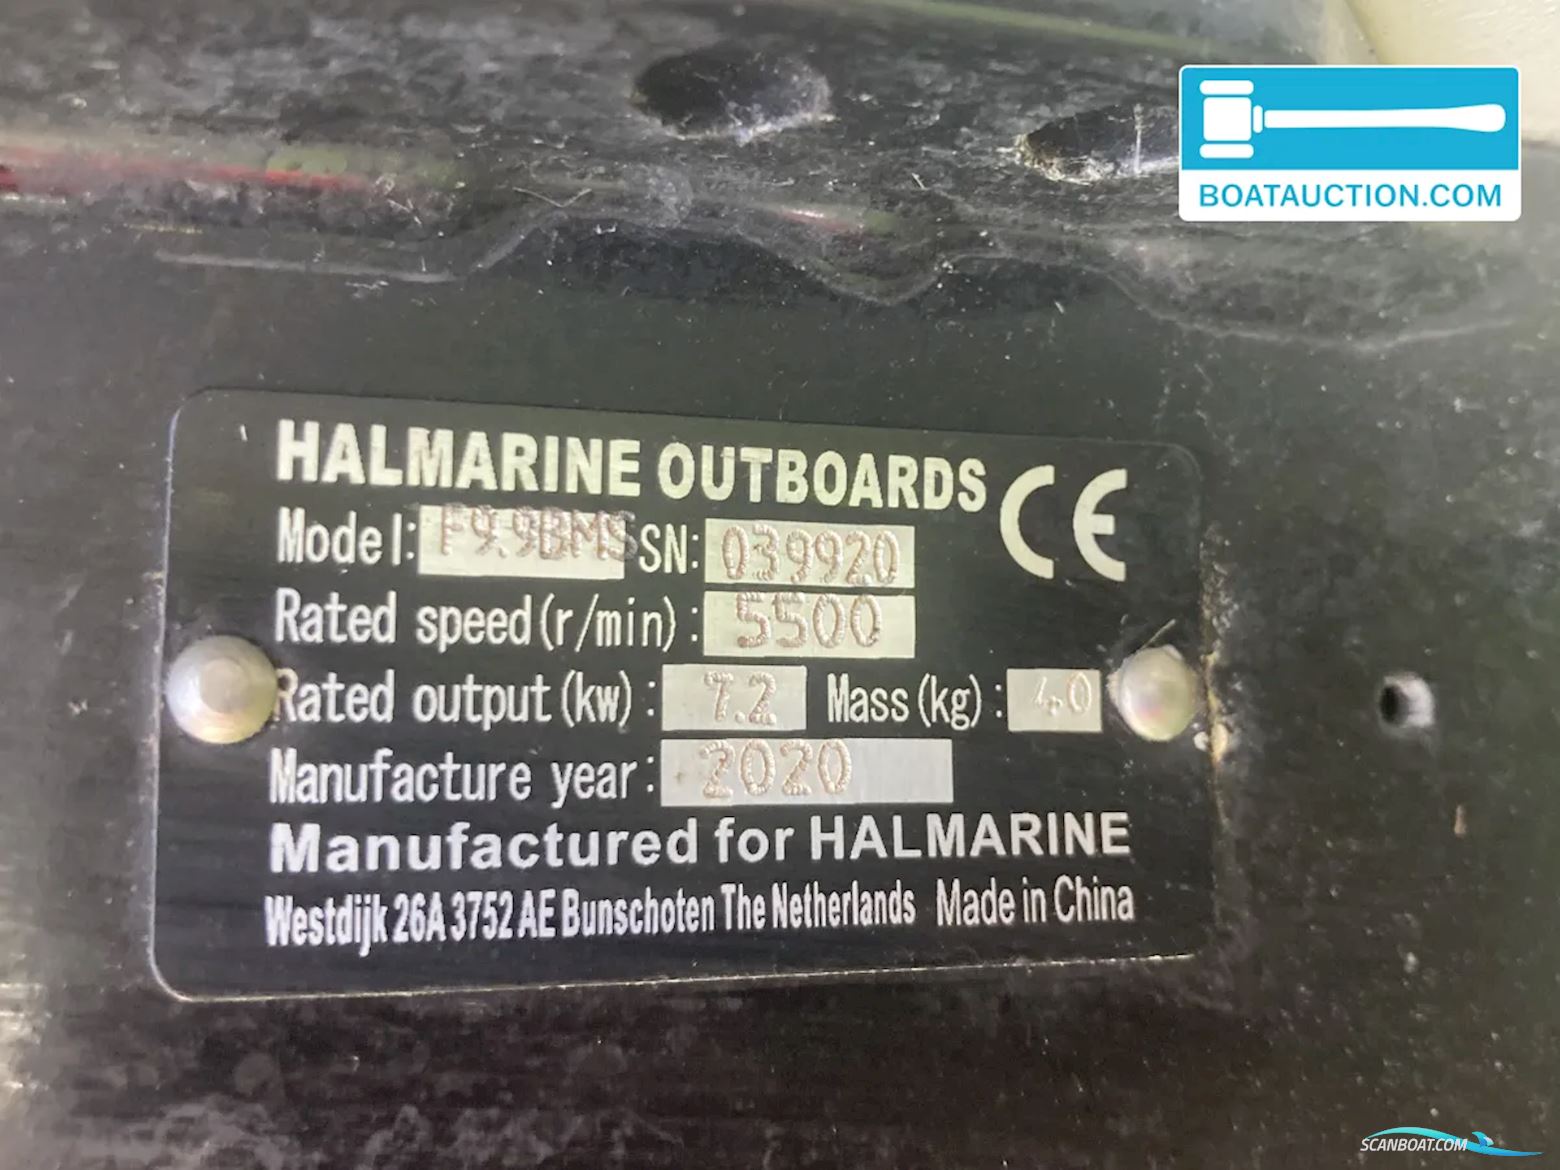 BOATAUCTION.COM
HALMARINE OUTBOARDS CE
Model: F9.9BMS SN: 039920
Rated speed(r/min): 5500
Rated output(kw): 7.2 Mass(kg): 40
Manufacture year: 2020
Manufactured for HALMARINE
Westdijk 26A 3752 AE Bunschoten The Netherlands Made in China
SCANBOAT.COM